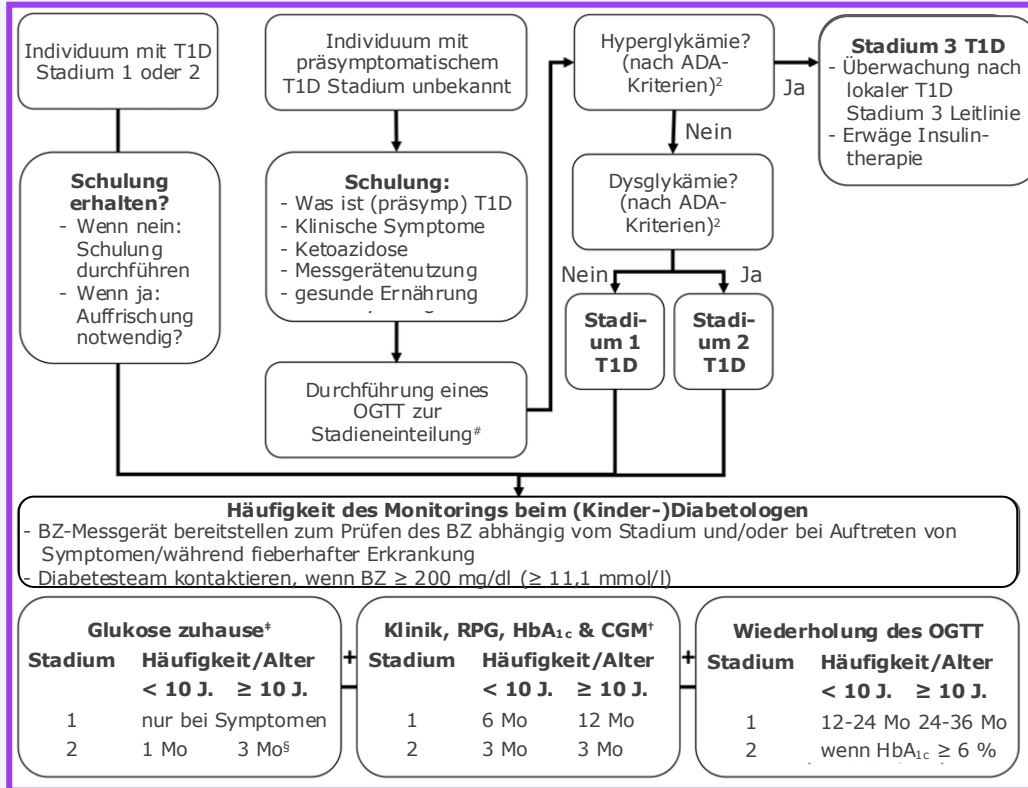 Individuum mit T1D
Stadium 1 oder 2
Schulung
erhalten?
- Wenn nein:
Schulung
durchführen
- Wenn ja:
Auffrischung
notwendig?
Individuum mit
präsymptomatischem
T1D Stadium unbekannt
Schulung:
- Was ist (präsymp) T1D
- Klinische Symptome
- Ketoazidose
- Messgerätenutzung
- gesunde Ernährung
Durchführung eines
OGTT zur
Stadieneinteilung#
Hyperglykämie?
(nach ADA-
Kriterien)²
Ja
Stadium 3 T1D
- Überwachung nach
lokaler T1D
Stadium 3 Leitlinie
- Erwäge Insulin-
therapie
Nein
Dysglykämie?
(nach ADA-
Kriterien)²
Nein
Ja
Stadi-
um 1
T1D
Stadi-
um 2
T1D
Häufigkeit des Monitorings beim (Kinder-)Diabetologen
- BZ-Messgerät bereitstellen zum Prüfen des BZ abhängig vom Stadium und/oder bei Auftreten von
Symptomen/während fieberhafter Erkrankung
- Diabetesteam kontaktieren, wenn BZ ≥ 200 mg/dl (≥ 11,1 mmol/l)
Glukose zuhause‡
Stadium Häufigkeit/Alter
< 10 J. ≥ 10 J.
1 nur bei Symptomen
2 1 Mo 3 Mo§
+
Klinik, RPG, HbA1c & CGM†
Stadium Häufigkeit/Alter
< 10 J. ≥ 10 J.
1 6 Mo 12 Mo
2 3 Mo 3 Mo
+
Wiederholung des OGTT
Stadium Häufigkeit/Alter
< 10 J. ≥ 10 J.
1 12-24 Mo 24-36 Mo
2 wenn HbA1c ≥ 6 %